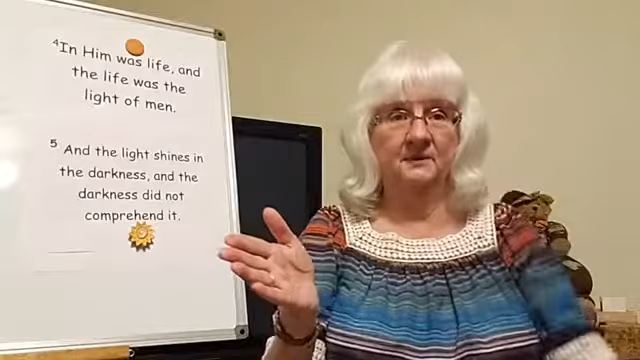 4In Him was life, and
the life was the
light of men.
5 And the light shines in
the darkness, and the
darkness did not
comprehend it.